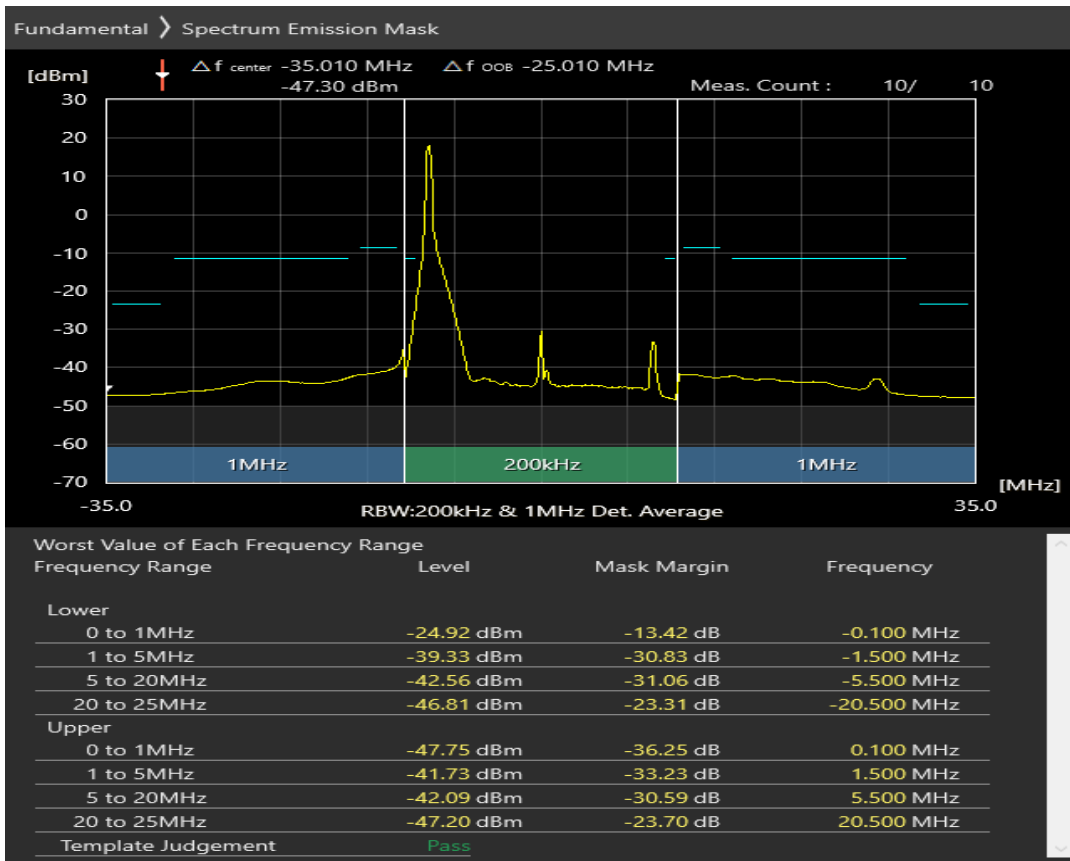 Fundamental ❭ Spectrum Emission Mask
[dBm] △f center -35.010 MHz △f OOB -25.010 MHz
-47.30 dBm Meas. Count : 10/ 10
30
20
10
0
-10
-20
-30
-40
-50
-60
1MHz 200kHz 1MHz
-70 [MHz]
-35.0 RBW:200kHz & 1MHz Det. Average 35.0
Worst Value of Each Frequency Range
Frequency Range Level Mask Margin Frequency
Lower
0 to 1MHz -24.92 dBm -13.42 dB -0.100 MHz
1 to 5MHz -39.33 dBm -30.83 dB -1.500 MHz
5 to 20MHz -42.56 dBm -31.06 dB -5.500 MHz
20 to 25MHz -46.81 dBm -23.31 dB -20.500 MHz
Upper
0 to 1MHz -47.75 dBm -36.25 dB 0.100 MHz
1 to 5MHz -41.73 dBm -33.23 dB 1.500 MHz
5 to 20MHz -42.09 dBm -30.59 dB 5.500 MHz
20 to 25MHz -47.20 dBm -23.70 dB 20.500 MHz
Template Judgement Pass